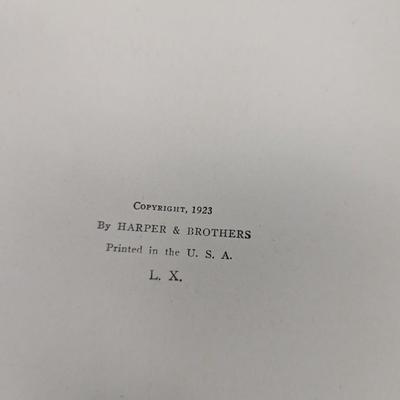 Copyright, 1923
By HARPER & BROTHERS
Printed in the U. S. A.
L. X.